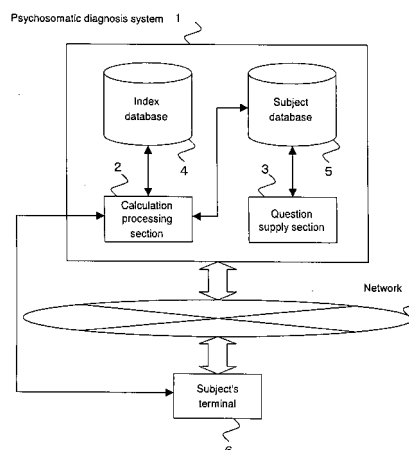 Psychosomatic diagnosis system 1
Index
database
Subject
database
2
4
3
5
Calculation
processing
section
Question
supply section
Network
Subject's
terminal
6